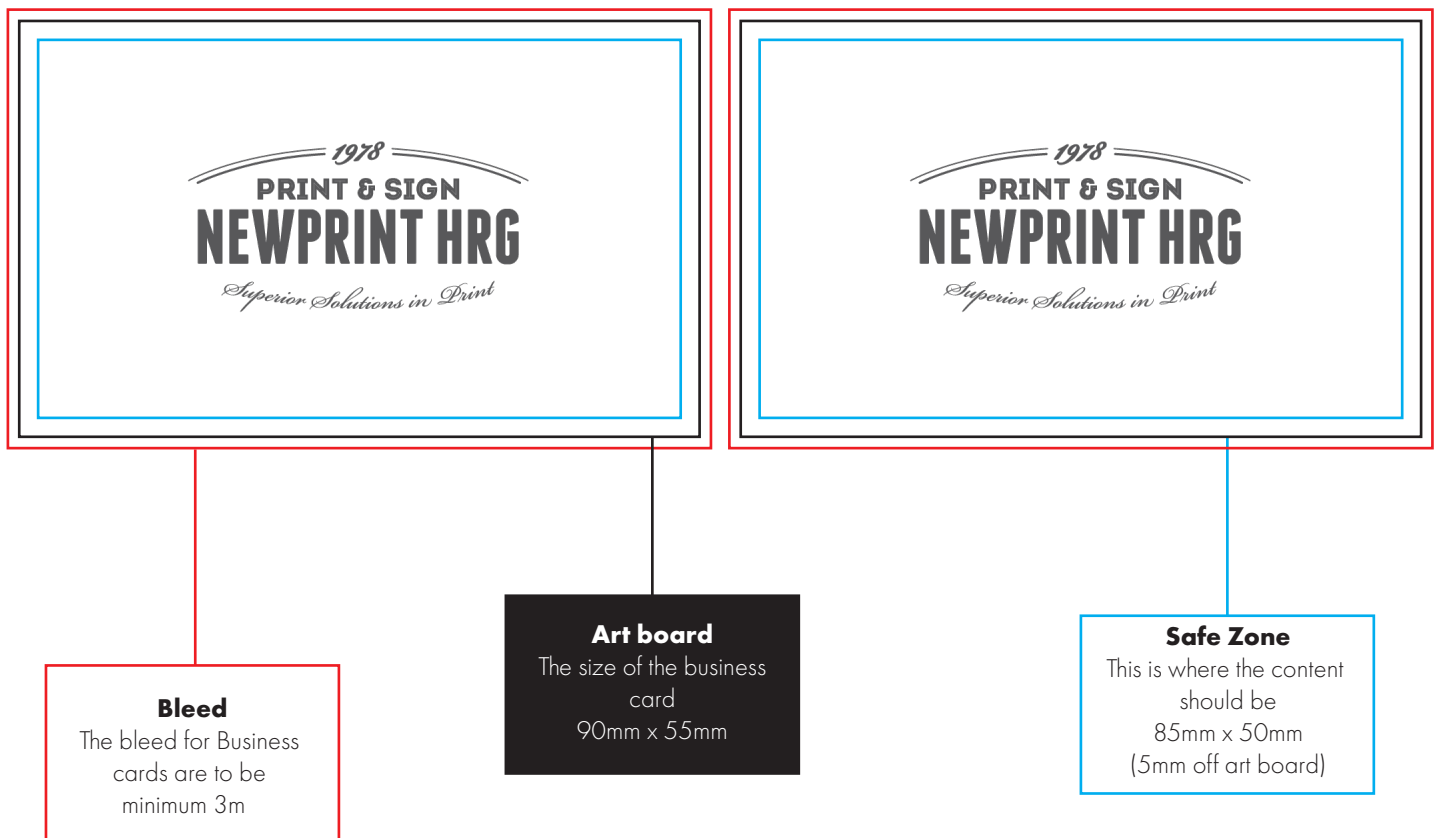 1978
PRINT & SIGN
NEWPRINT HRG
Superior Solutions in Print
1978
PRINT & SIGN
NEWPRINT HRG
Superior Solutions in Print
Bleed
The bleed for Business
cards are to be
minimum 3m
Art board
The size of the business
card
90mm x 55mm
Safe Zone
This is where the content
should be
85mm x 50mm
(5mm off art board)